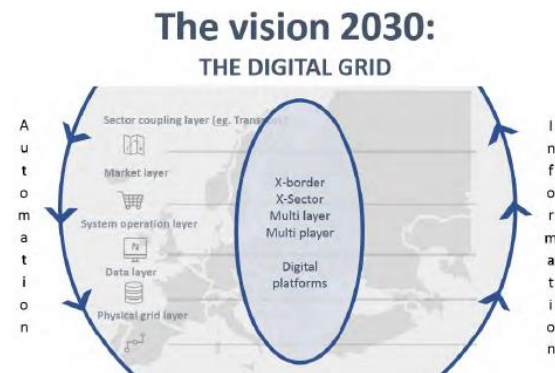 The vision 2030:
THE DIGITAL GRID
Automation
Sector coupling layer (eg. Transport
Market layer
System operation layer
N
Data layer
Physical grid layer
X-border
X-Sector
Multi layer
Multi player
Digital
platforms
Information